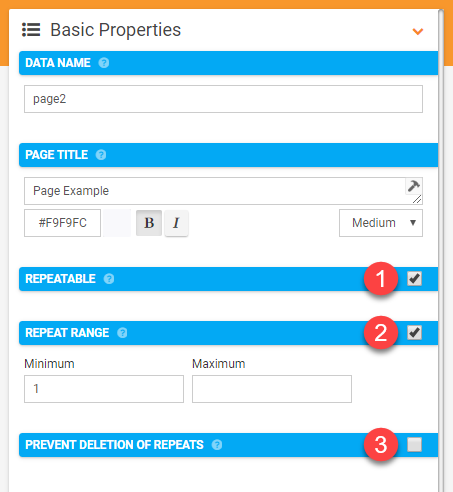 Basic Properties
DATA NAME ?
page2
PAGE TITLE ?
Page Example
#F9F9FC B I Medium
REPEATABLE ? 1
REPEAT RANGE ? 2
Minimum Maximum
1
PREVENT DELETION OF REPEATS ? 3